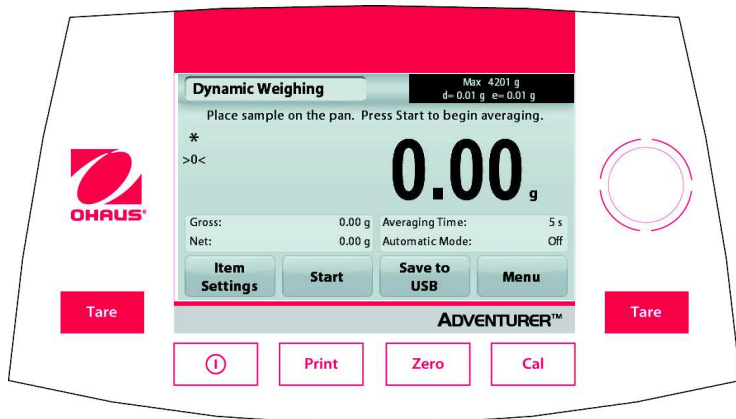 Dynamic Weighing
Max 4201 g
d= 0.01 g e= 0.01 g
Place sample on the pan. Press Start to begin averaging.
*
>0<
0.00 g
Gross: 0.00 g Averaging Time: 5 s
Net: 0.00 g Automatic Mode: Off
Item Settings
Start
Save to USB
Menu
OHAUS®
Tare
ADVENTURER™
Tare
Print
Zero
Cal